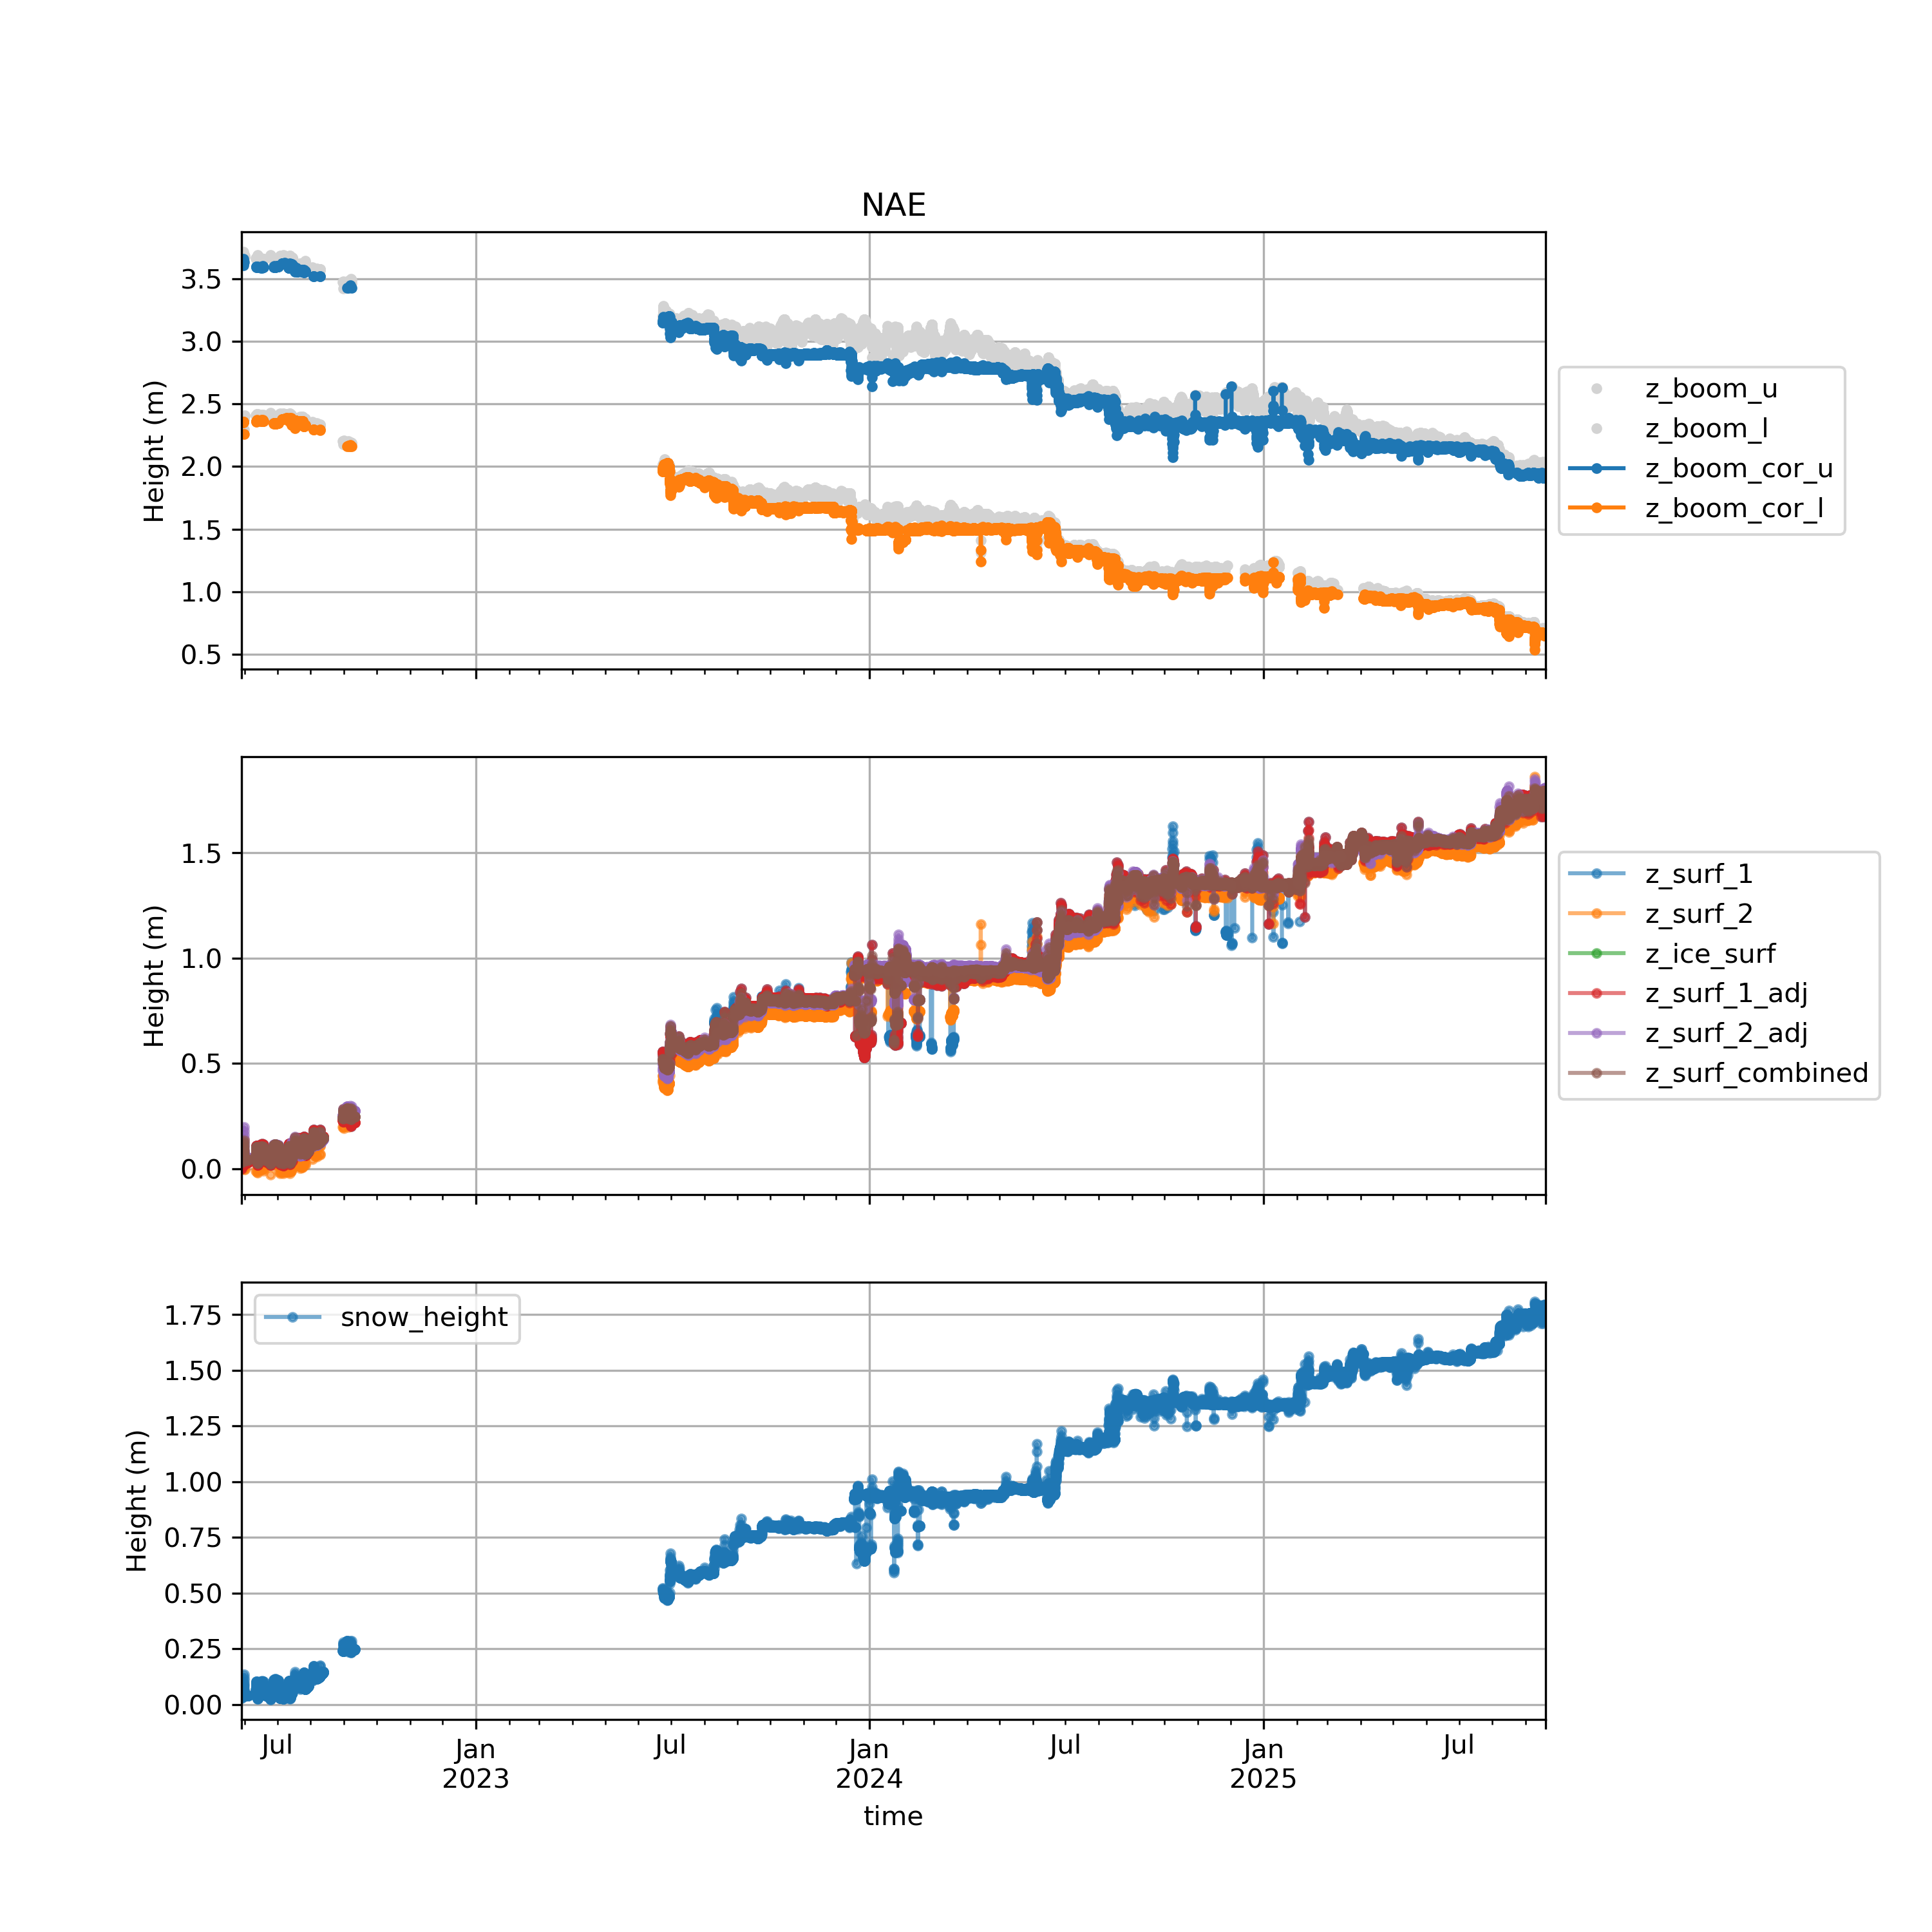 NAE
Height (m)
3.5
3.0
2.5
2.0
1.5
1.0
0.5
z_boom_u
z_boom_l
z_boom_cor_u
z_boom_cor_l
Height (m)
1.5
1.0
0.5
0.0
z_surf_1
z_surf_2
z_ice_surf
z_surf_1_adj
z_surf_2_adj
z_surf_combined
Height (m)
1.75
1.50
1.25
1.00
0.75
0.50
0.25
0.00
snow_height
Jul Jan Jul Jan Jul Jan Jul
2023 2024 2025
time